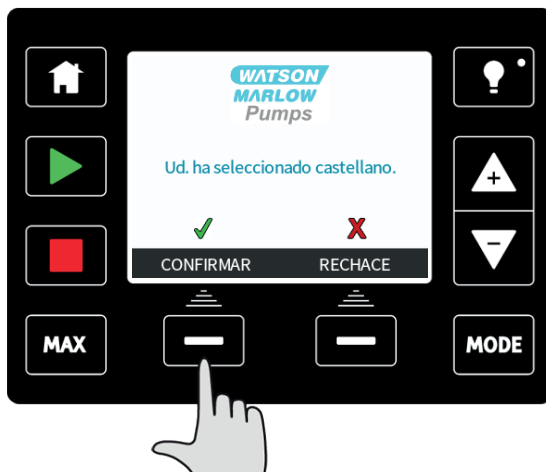 WATSON
MARLOW
Pumps
Ud. ha seleccionado castellano.
CONFIRMAR RECHACE
MAX
MODE